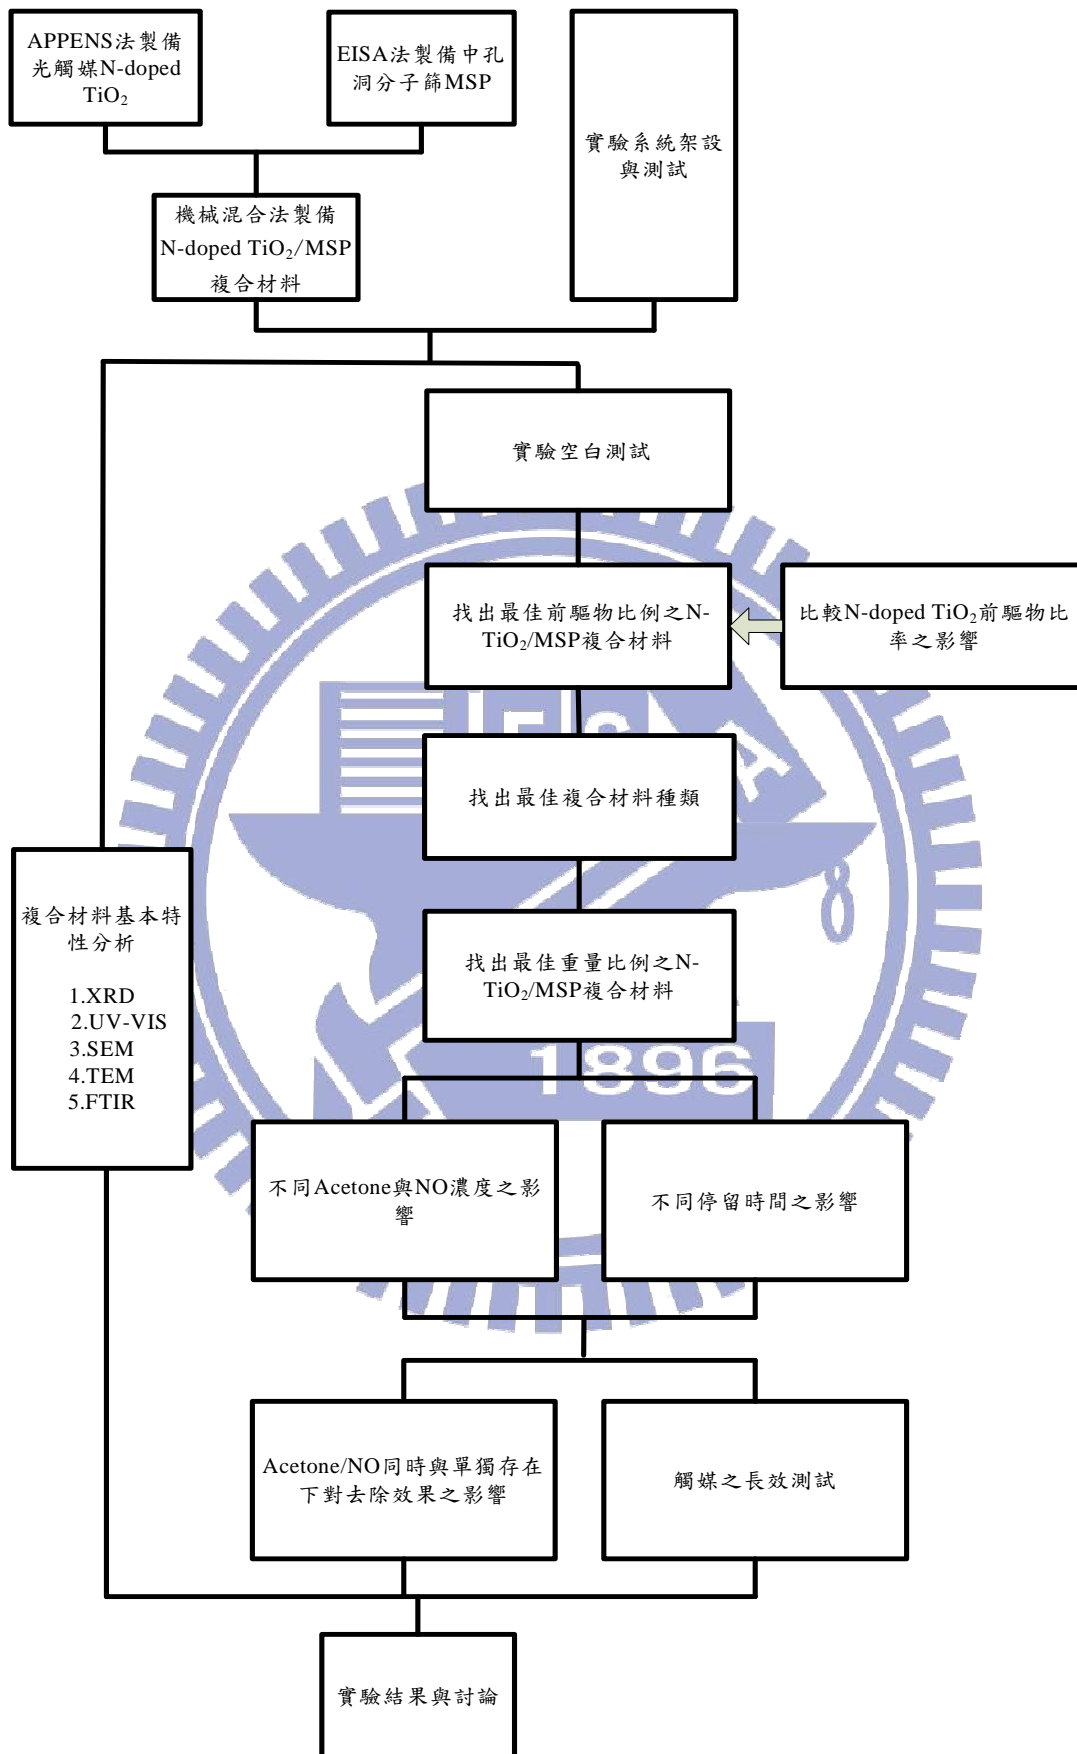 APPENS法製備
光觸媒N-doped
TiO₂
EISA法製備中孔
洞分子篩MSP
實驗系統架設
與測試
機械混合法製備
N-doped TiO₂/MSP
複合材料
實驗空白測試
找出最佳前驅物比例之N-
TiO₂/MSP複合材料
比較N-doped TiO₂前驅物比
率之影響
找出最佳複合材料種類
複合材料基本特
性分析
1.XRD
2.UV-VIS
3.SEM
4.TEM
5.FTIR
找出最佳重量比例之N-
TiO₂/MSP複合材料
1896
不同Acetone與NO濃度之影
響
不同停留時間之影響
Acetone/NO同時與單獨存在
下對去除效果之影響
觸媒之長效測試
實驗結果與討論